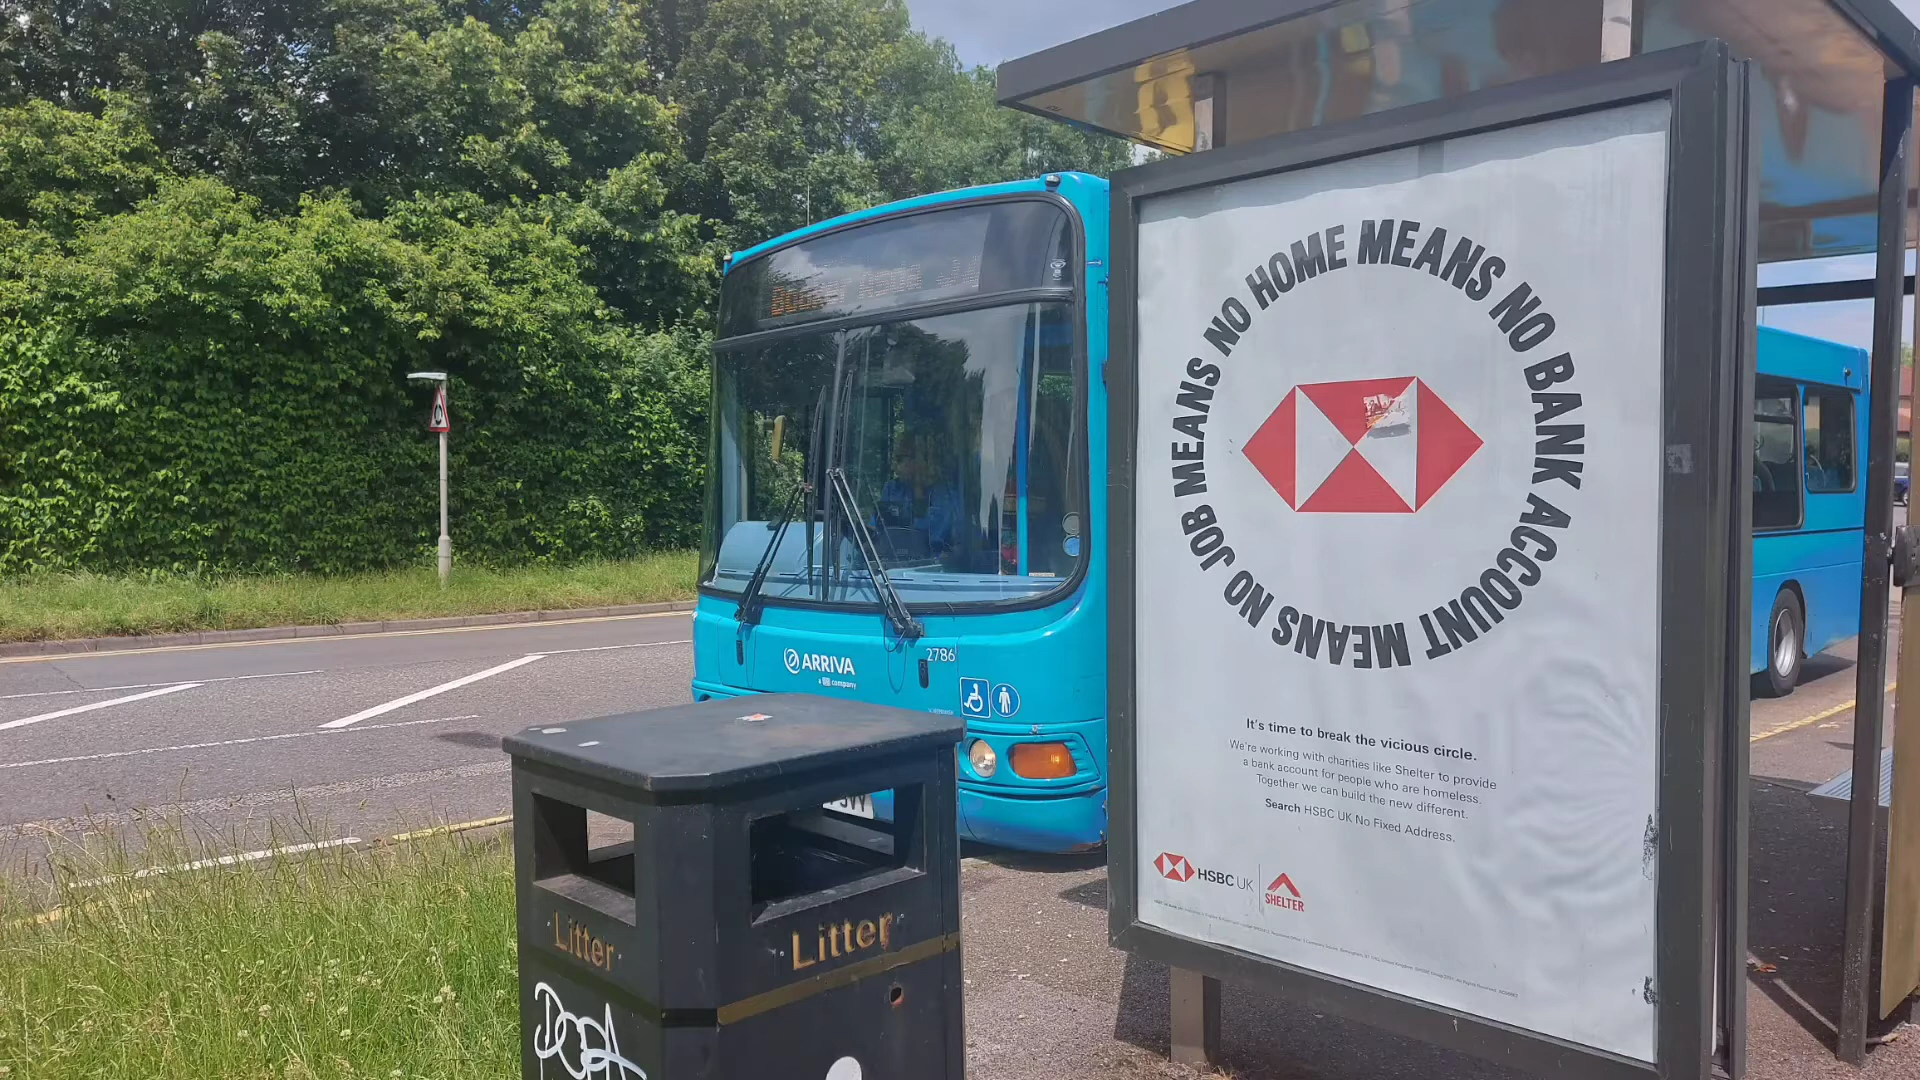 ARRIVA
a company
2786
NO HOME MEANS NO BANK ACCOUNT MEANS NO JOB MEANS
It's time to break the vicious circle.
We're working with charities like Shelter to provide
a bank account for people who are homeless.
Together we can build the new different.
Search HSBC UK No Fixed Address.
HSBC UK
SHELTER
Litter
Litter